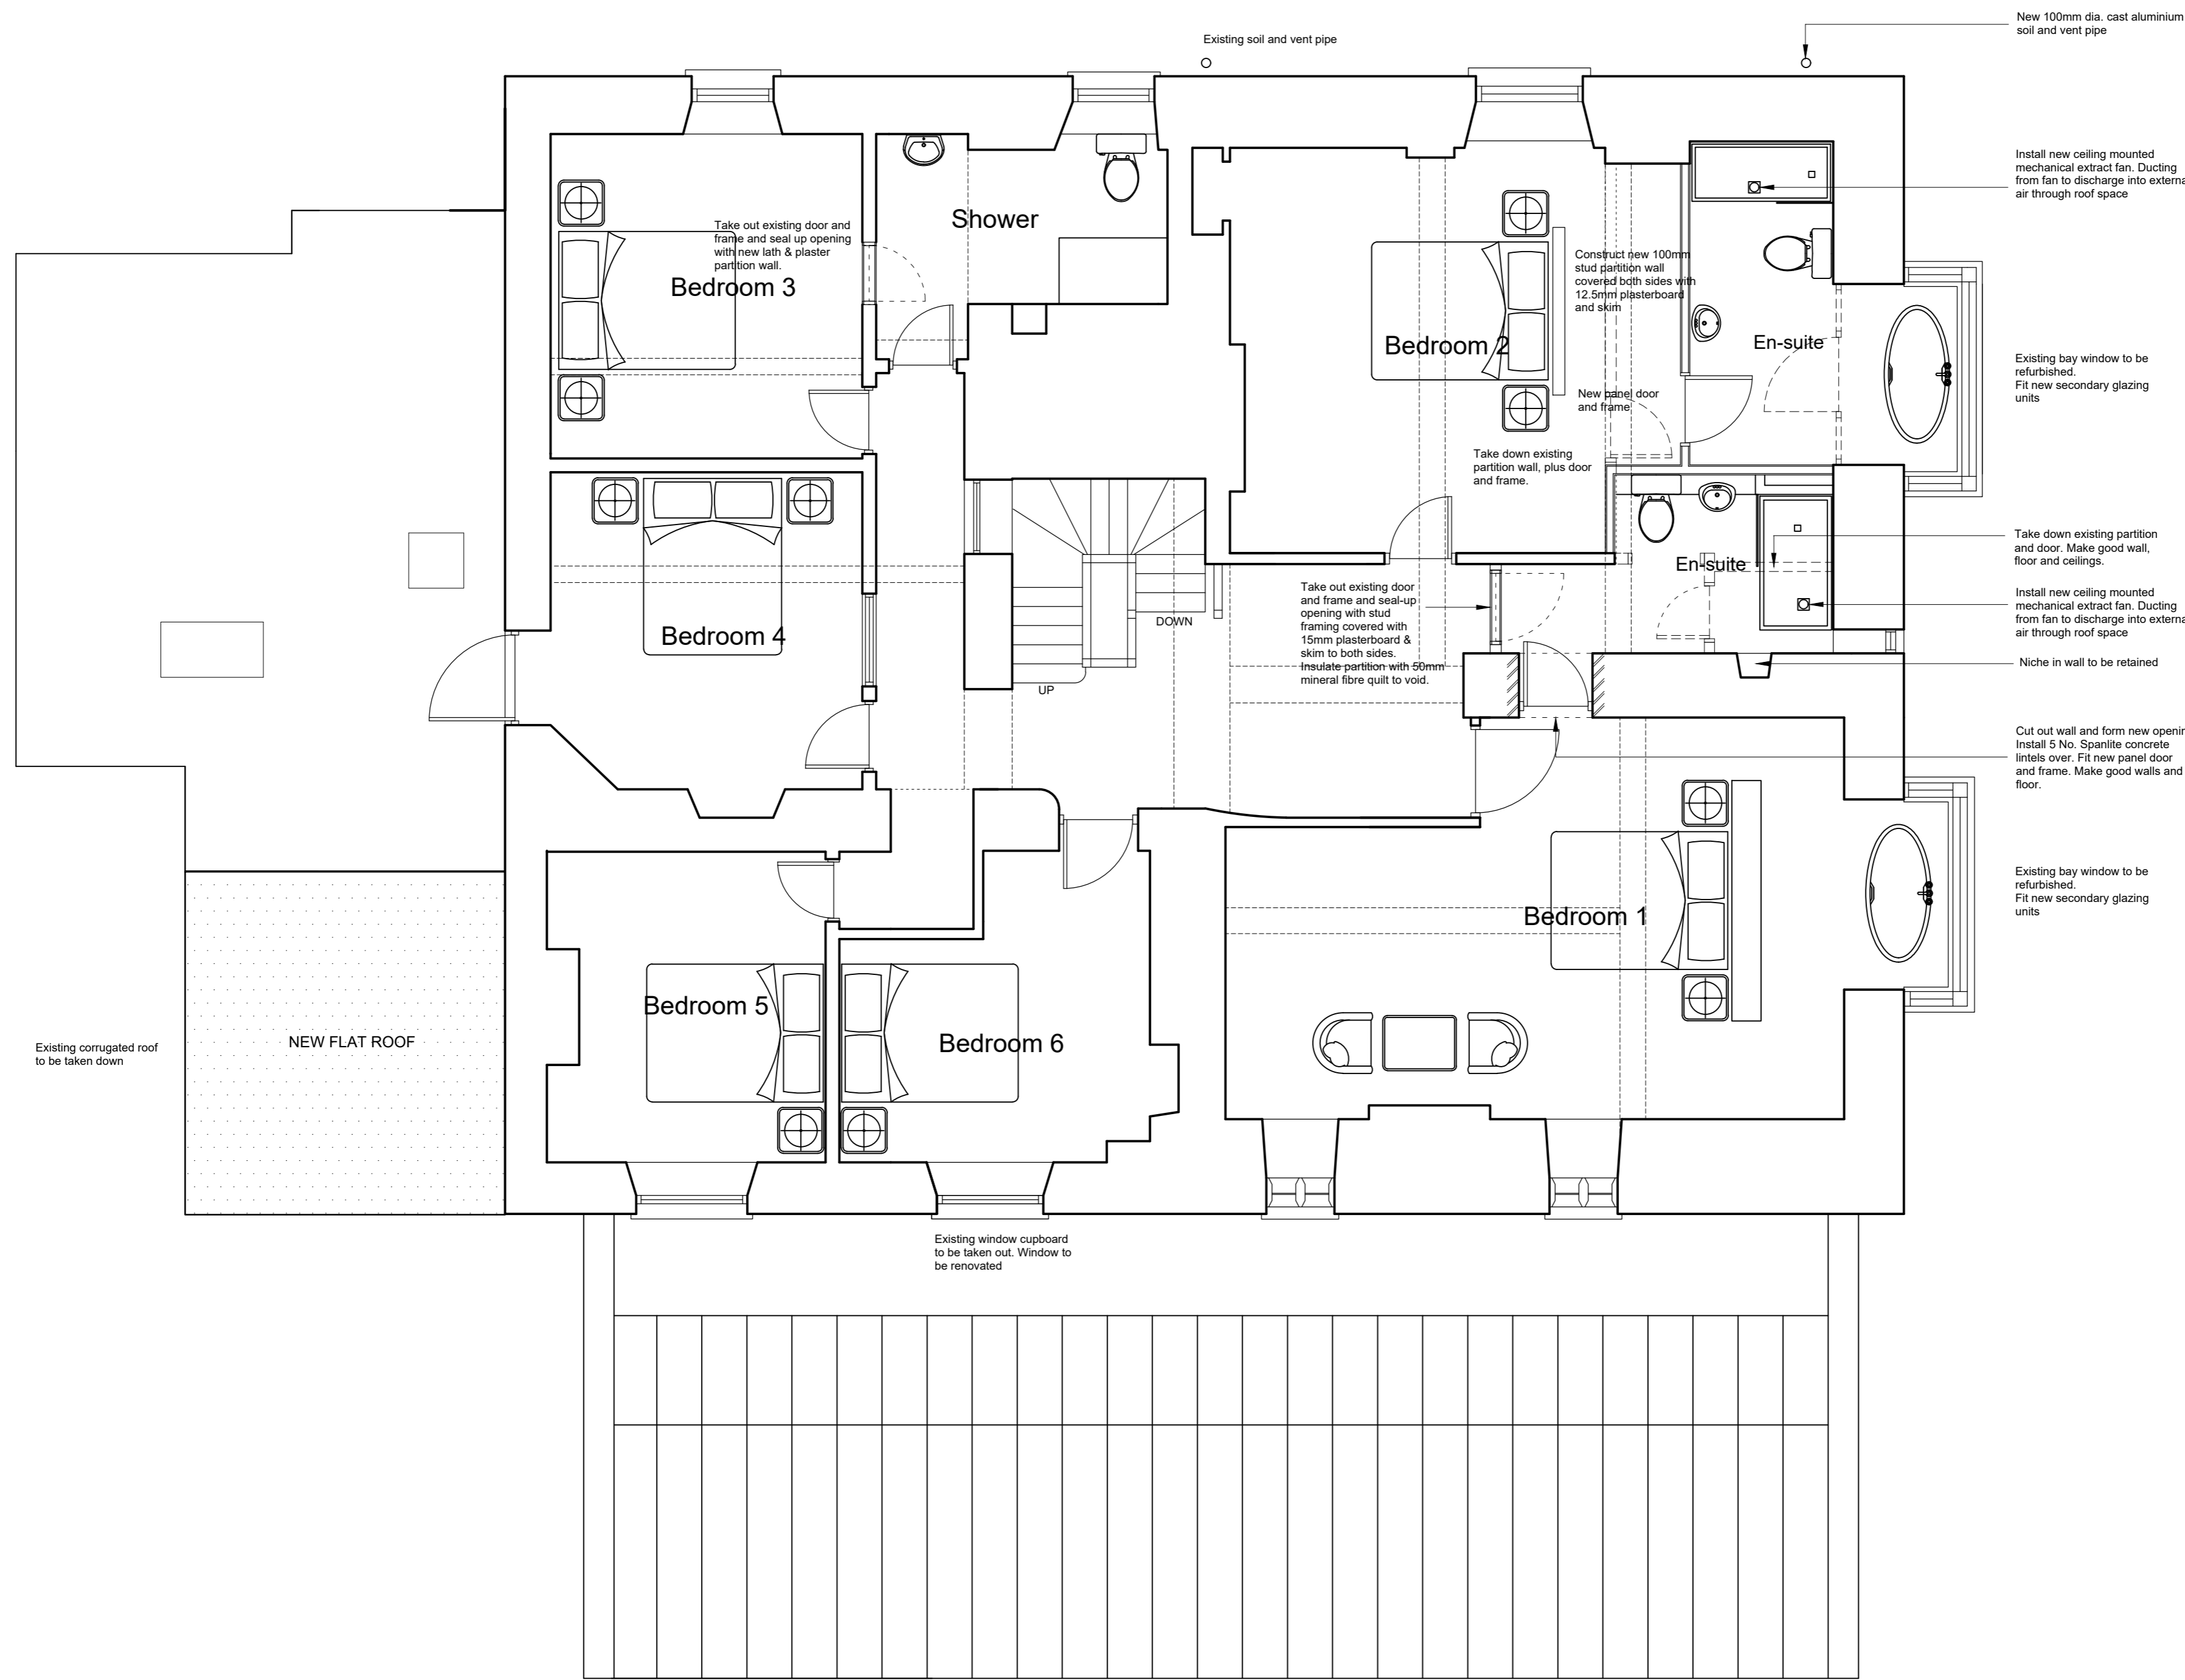 Existing soil and vent pipe
New 100mm dia. cast aluminium
soil and vent pipe
Install new ceiling mounted
mechanical extract fan. Ducting
from fan to discharge into
air through roof space
Shower
Take out existing door and
frame and seal up opening
with new lath & plaster
partition wall.
Bedroom 3
Construct new 100mm
stud partition wall
covered both sides with
12.5mm plasterboard
and skim
Bedroom 2
En-suite
Existing bay window to be
refurbished.
Fit new secondary glazing
units
New panel door
and frame
Take down existing
partition wall, plus door
and frame.
Take down existing partition
and door. Make good wall,
floor and ceilings.
En-suite
Install new ceiling mounted
mechanical extract fan. Ducting
from fan to discharge into
air through roof space
Take out existing door
and frame and seal-up
opening with stud
framing covered with
15mm plasterboard &
skim to both sides.
Insulate partition with 50mm
mineral fibre quilt to void.
DOWN
Bedroom 4
UP
Niche in wall to be retained
Cut out wall and form new
Install 5 No. Spanlite concrete
lintels over. Fit new panel door
and frame. Make good walls and
floor.
Existing bay window to be
refurbished.
Fit new secondary glazing
units
Bedroom 1
Bedroom 5
Bedroom 6
NEW FLAT ROOF
Existing corrugated roof
to be taken down
Existing window cupboard
to be taken out. Window to
be renovated